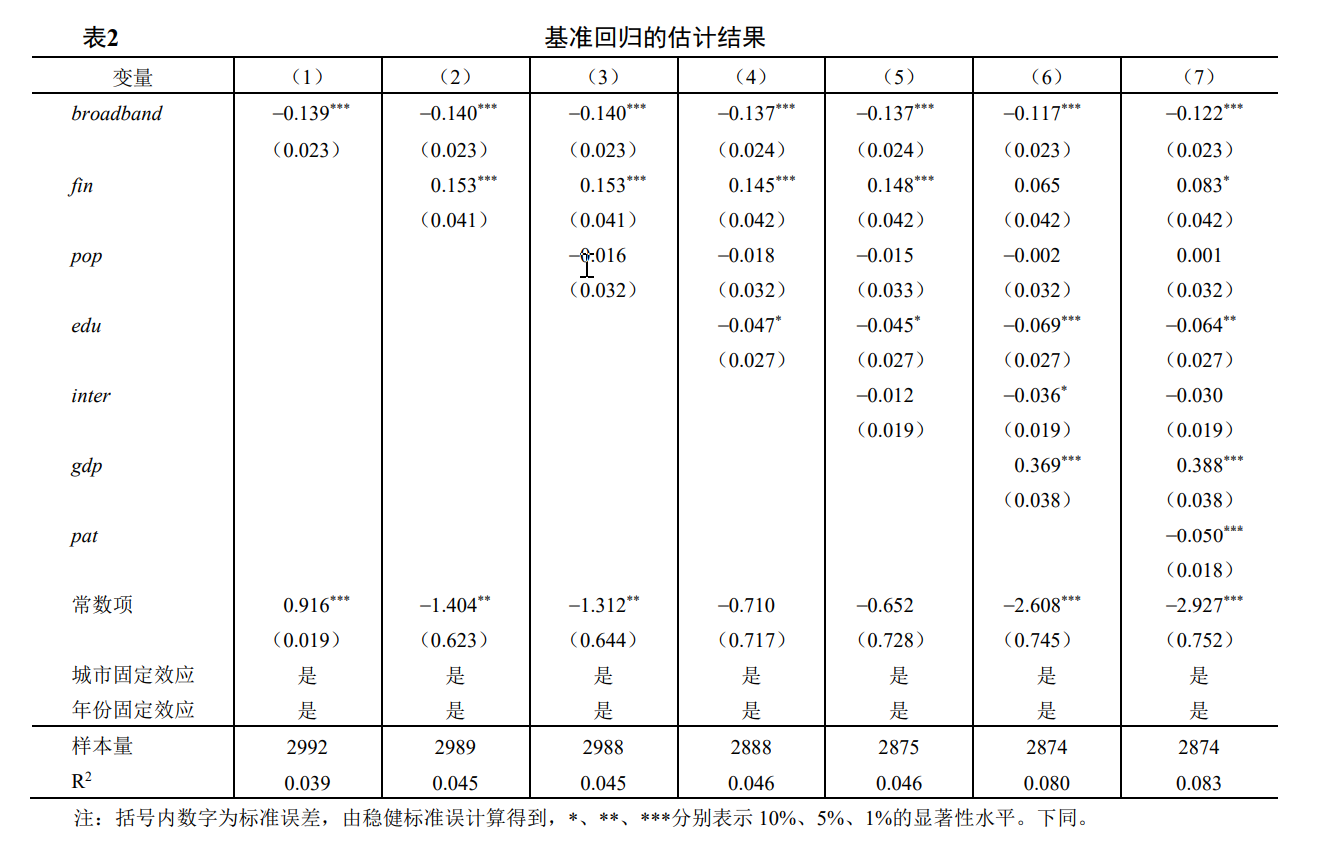 表2 基准回归的估计结果
变量 （1） （2） （3） （4） （5） （6） （7）
broadband −0.139*** −0.140*** −0.140*** −0.137*** −0.137*** −0.117*** −0.122***
（0.023） （0.023） （0.023） （0.024） （0.024） （0.023） （0.023）
fin 0.153*** 0.153*** 0.145*** 0.148*** 0.065 0.083*
（0.041） （0.041） （0.042） （0.042） （0.042） （0.042）
pop −0.016 −0.018 −0.015 −0.002 0.001
（0.032） （0.032） （0.033） （0.032） （0.032）
edu −0.047* −0.045* −0.069*** −0.064**
（0.027） （0.027） （0.027） （0.027）
inter −0.012 −0.036* −0.030
（0.019） （0.019） （0.019）
gdp 0.369*** 0.388***
（0.038） （0.038）
pat −0.050***
（0.018）
常数项 0.916*** −1.404** −1.312** −0.710 −0.652 −2.608*** −2.927***
（0.019） （0.623） （0.644） （0.717） （0.728） （0.745） （0.752）
城市固定效应 是 是 是 是 是 是 是
年份固定效应 是 是 是 是 是 是 是
样本量 2992 2989 2988 2888 2875 2874 2874
R² 0.039 0.045 0.045 0.046 0.046 0.080 0.083
注：括号内数字为标准误差，由稳健标准误计算得到，*、**、***分别表示 10%、5%、1%的显著性水平。下同。